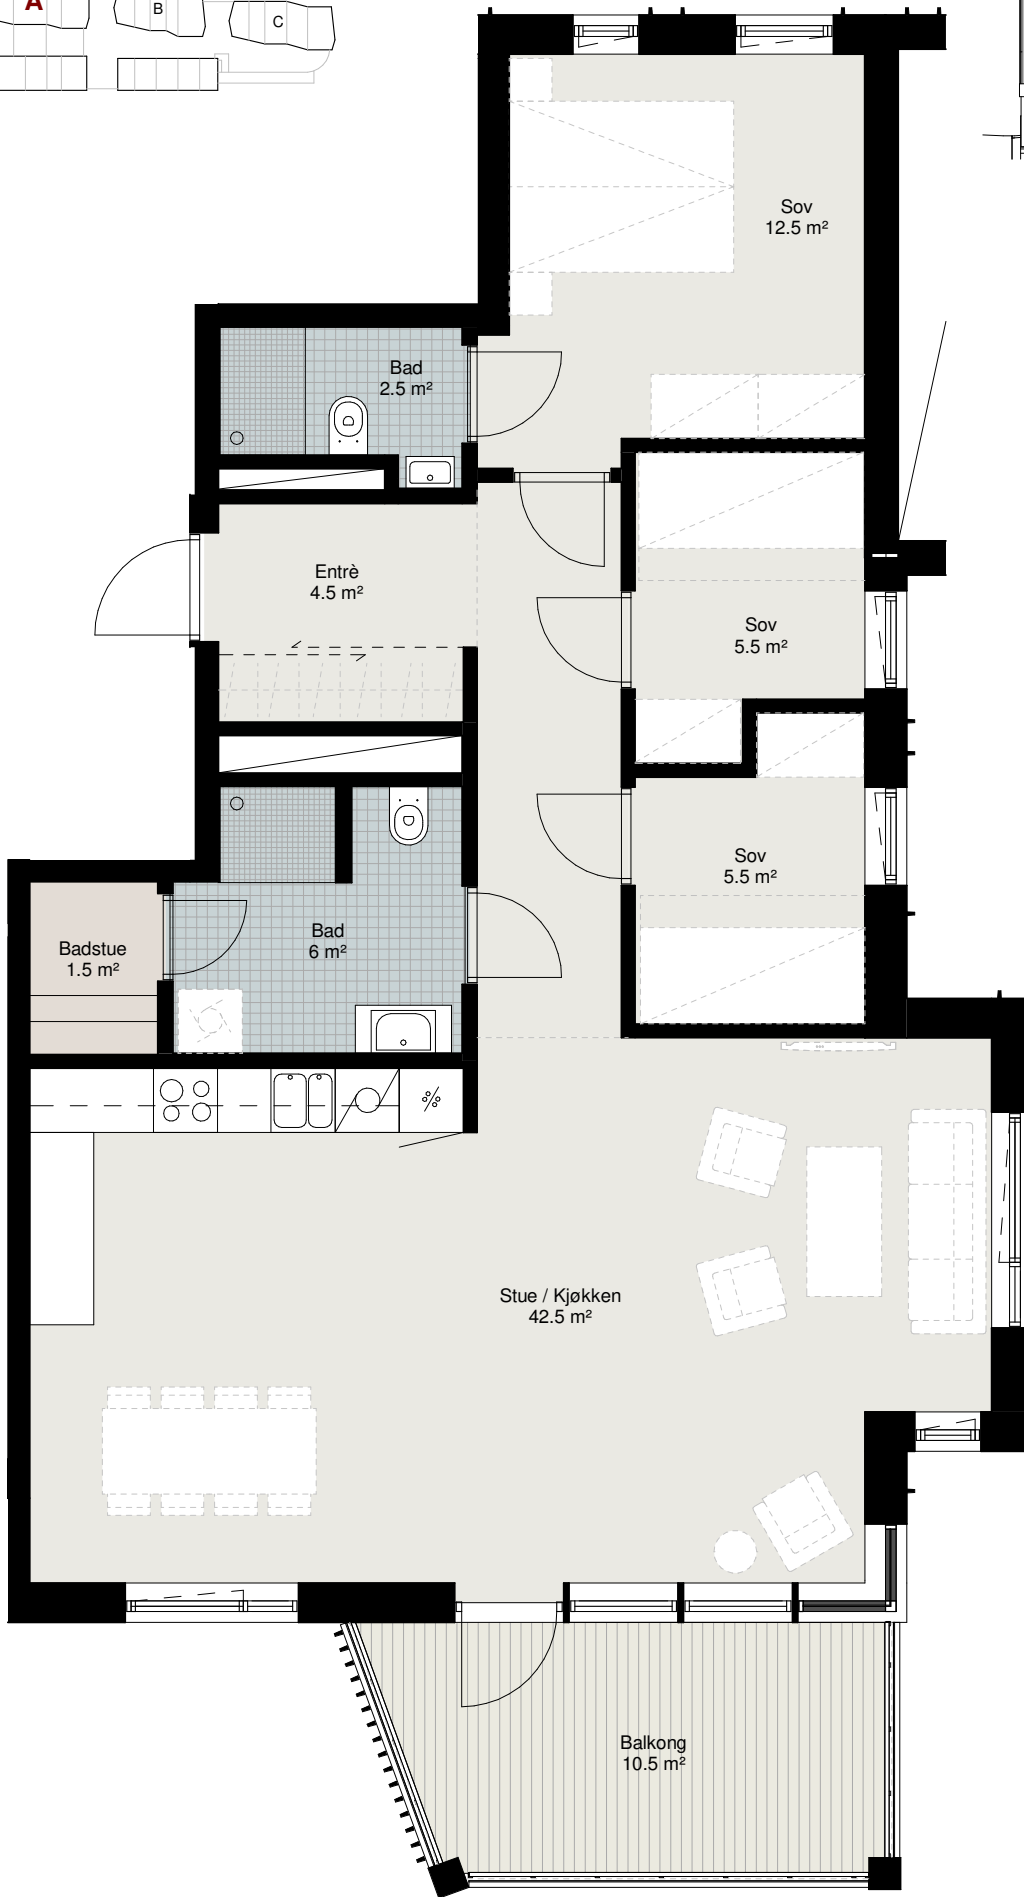 A
B
C
Sov
12.5 m²
Bad
2.5 m²
Entrè
4.5 m²
Sov
5.5 m²
Sov
5.5 m²
Bad
6 m²
Badstue
1.5 m²
Stue / Kjøkken
42.5 m²
Balkong
10.5 m²